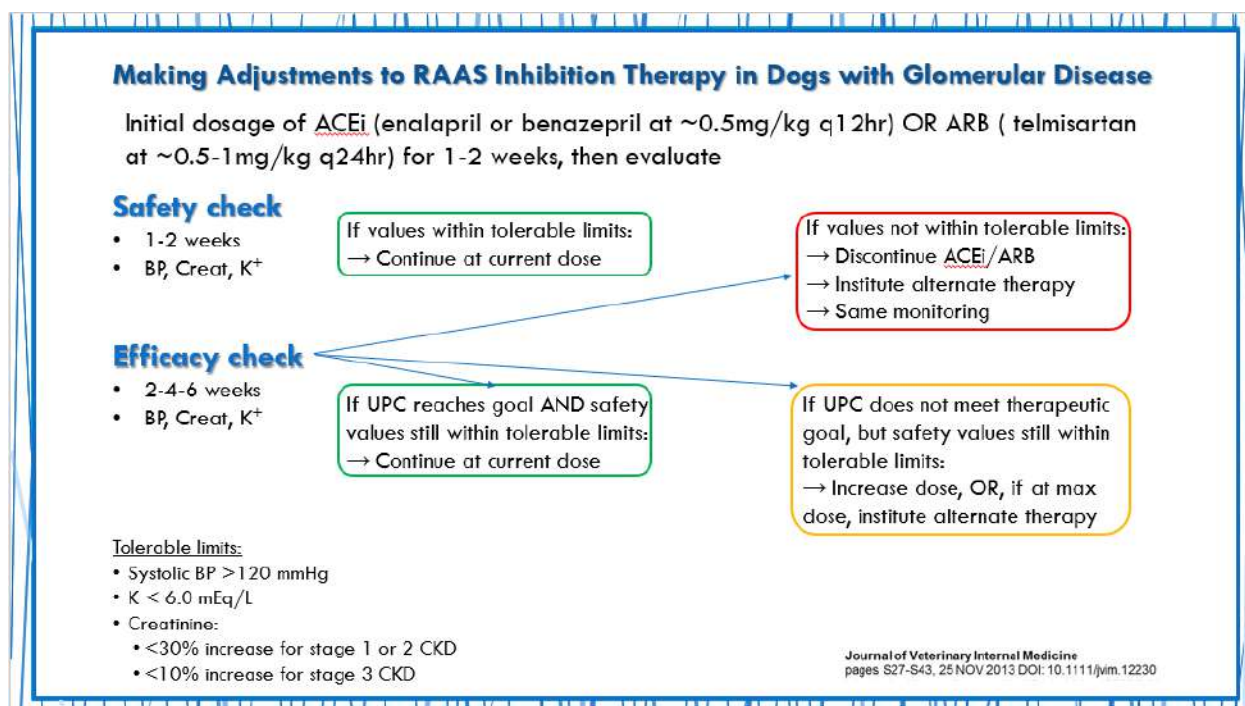 Making Adjustments to RAAS Inhibition Therapy in Dogs with Glomerular Disease
Initial dosage of ACEi (enalapril or benazepril at ~0.5mg/kg q12hr) OR ARB ( telmisartan
at ~0.5-1mg/kg q24hr) for 1-2 weeks, then evaluate
Safety check
• 1-2 weeks
• BP, Creat, K⁺
If values within tolerable limits:
→ Continue at current dose
If values not within tolerable limits:
→ Discontinue ACEi/ARB
→ Institute alternate therapy
→ Same monitoring
Efficacy check
• 2-4-6 weeks
• BP, Creat, K⁺
If UPC reaches goal AND safety
values still within tolerable limits:
→ Continue at current dose
If UPC does not meet therapeutic
goal, but safety values still within
tolerable limits:
→ Increase dose, OR, if at max
dose, institute alternate therapy
Tolerable limits:
• Systolic BP >120 mmHg
• K < 6.0 mEq/L
• Creatinine:
• <30% increase for stage 1 or 2 CKD
• <10% increase for stage 3 CKD
Journal of Veterinary Internal Medicine
pages S27-S43, 25 NOV 2013 DOI: 10.1111/jvim.12230